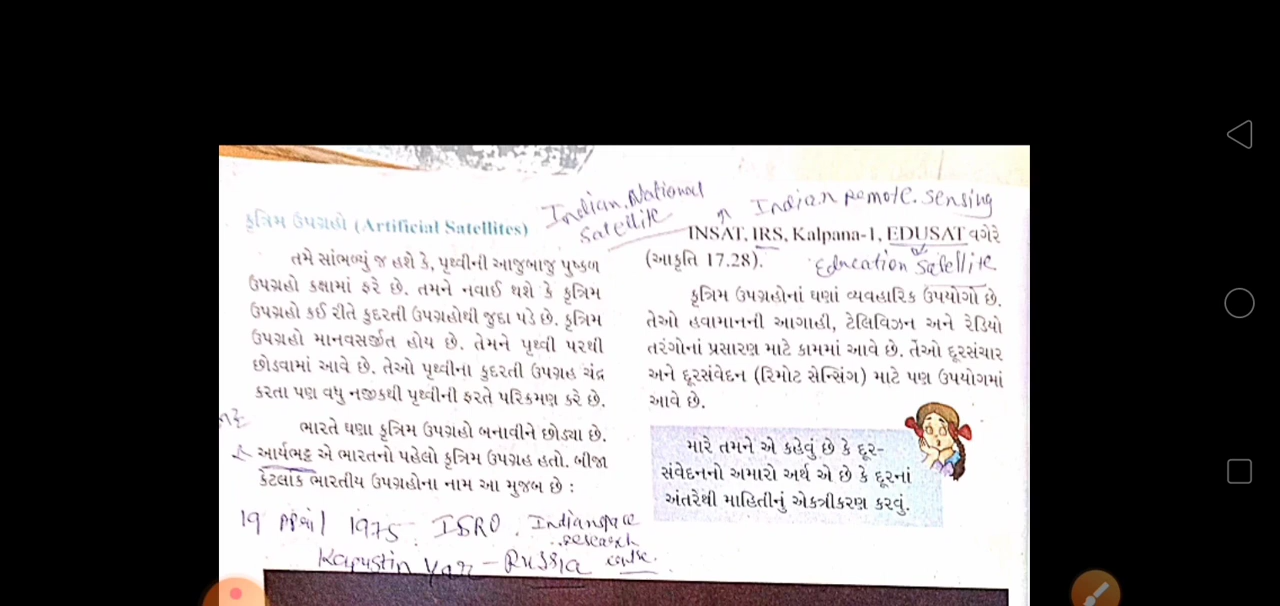 કૃત્રિમ ઉપગ્રહો (Artificial Satellites)
Indian National
Satellite
તમે સાંભળ્યું જ હશે કે, પૃથ્વીની આજુબાજુ પુષ્કળ
ઉપગ્રહો કક્ષામાં ફરે છે. તમને નવાઈ થશે કે કૃત્રિમ
ઉપગ્રહો કઈ રીતે કુદરતી ઉપગ્રહોથી જુદા પડે છે. કૃત્રિમ
ઉપગ્રહો માનવસર્જીત હોય છે. તેમને પૃથ્વી પરથી
છોડવામાં આવે છે. તેઓ પૃથ્વીના કુદરતી ઉપગ્રહ ચંદ્ર
કરતા પણ વધુ નજીકથી પૃથ્વીની ફરતે પરિક્રમણ કરે છે.
ભારતે ઘણા કૃત્રિમ ઉપગ્રહો બનાવીને છોડ્યા છે.
આર્યભટ્ટ એ ભારતનો પહેલો કૃત્રિમ ઉપગ્રહ હતો. બીજા
કેટલાક ભારતીય ઉપગ્રહોના નામ આ મુજબ છે :
19 April 1975. ISRO. Indian space
research
Kapustin Yar - Russia
Indian remote sensing
INSAT, IRS, Kalpana-1, EDUSAT વગેરે
(આકૃતિ 17.28).
Education Satellite
કૃત્રિમ ઉપગ્રહોનાં ઘણાં વ્યવહારિક ઉપયોગો છે.
તેઓ હવામાનની આગાહી, ટેલિવિઝન અને રેડિયો
તરંગોનાં પ્રસારણ માટે કામમાં આવે છે. તેઓ દૂરસંચાર
અને દૂરસંવેદન (રિમોટ સેન્સિંગ) માટે પણ ઉપયોગમાં
આવે છે.
મારે તમને એ કહેવું છે કે દૂર-
સંવેદનનો અમારો અર્થ એ છે કે દૂરનાં
અંતરેથી માહિતીનું એકત્રીકરણ કરવું.